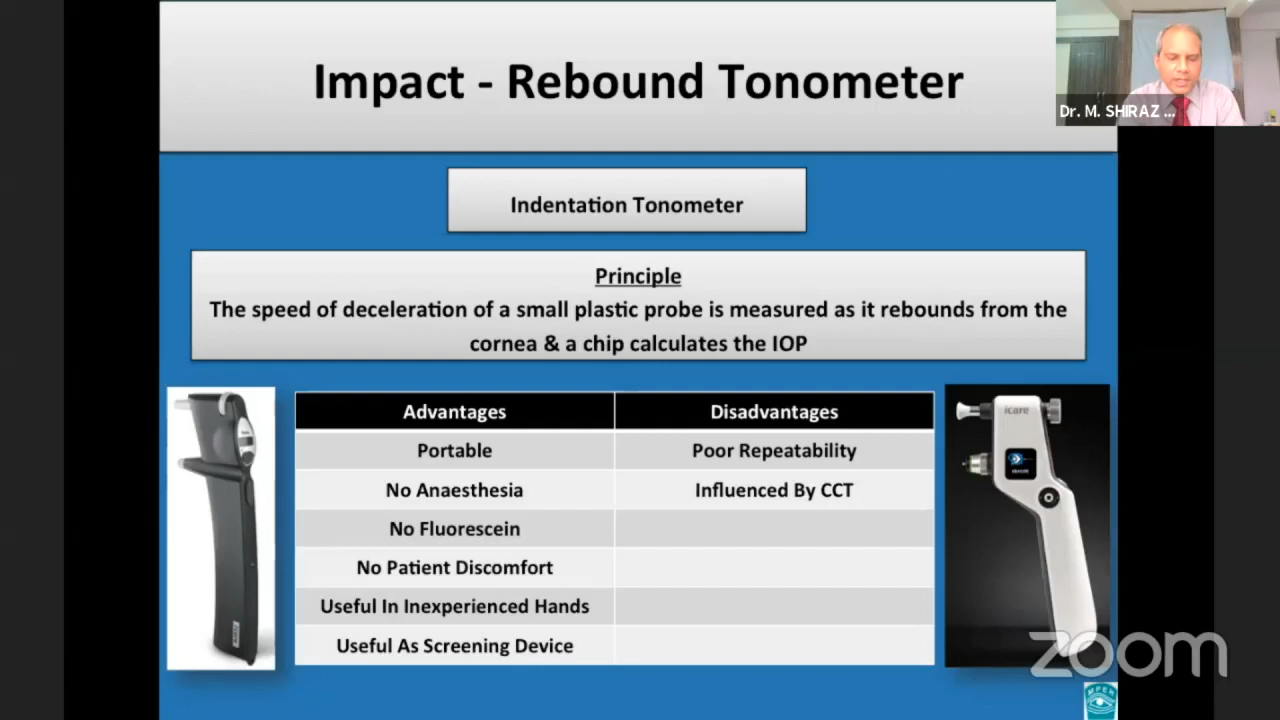 Impact - Rebound Tonometer
Dr. M. SHIRAZ ...
Indentation Tonometer
Principle
The speed of deceleration of a small plastic probe is measured as it rebounds from the
cornea & a chip calculates the IOP
Advantages Disadvantages
Portable Poor Repeatability
No Anaesthesia Influenced By CCT
No Fluorescein
No Patient Discomfort
Useful In Inexperienced Hands
Useful As Screening Device
icare
zoom
MPEH